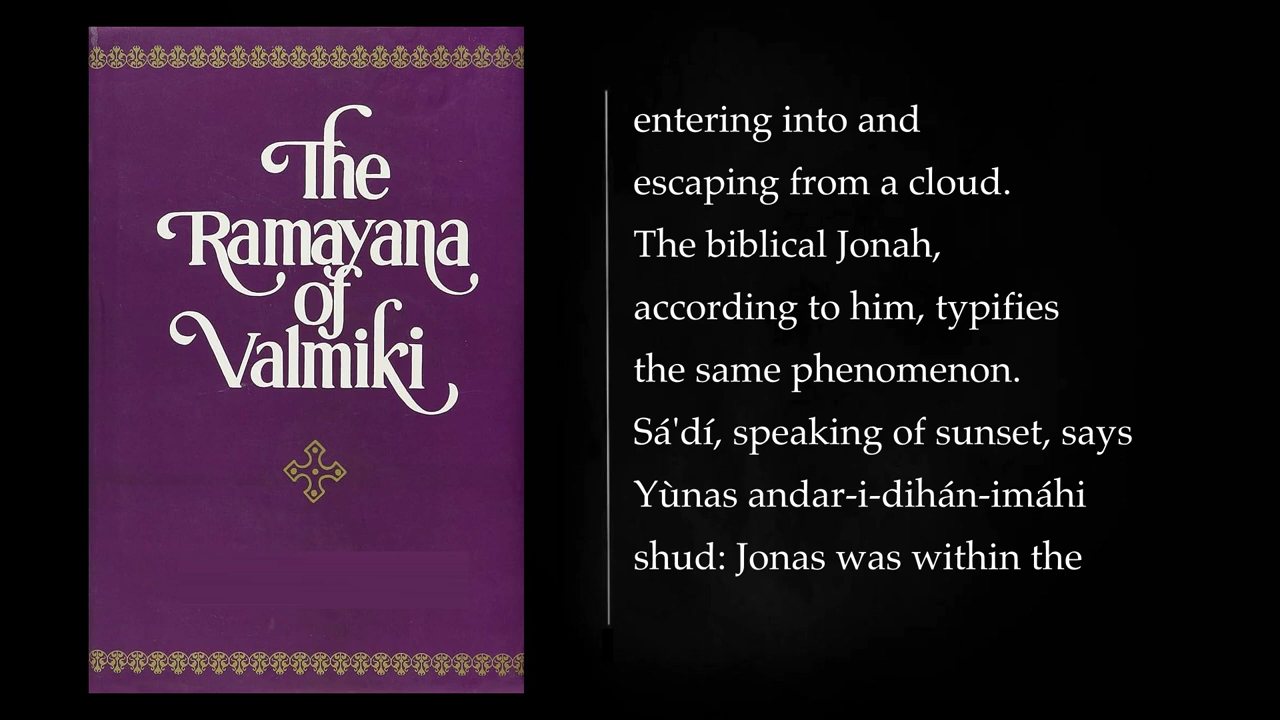 The
Ramayana
of
Valmiki
entering into and
escaping from a cloud.
The biblical Jonah,
according to him, typifies
the same phenomenon.
Sá'dí, speaking of sunset, says
Yùnas andar-i-dihán-imáhi
shud: Jonas was within the